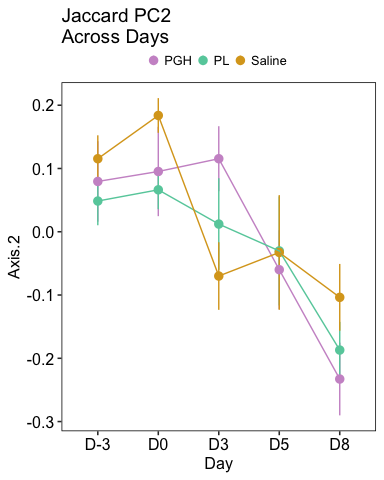 Jaccard PC2
Across Days
PGH PL Saline
0.2
0.1
0.0
-0.1
-0.2
-0.3
Axis.2
D-3 D0 D3 D5 D8
Day